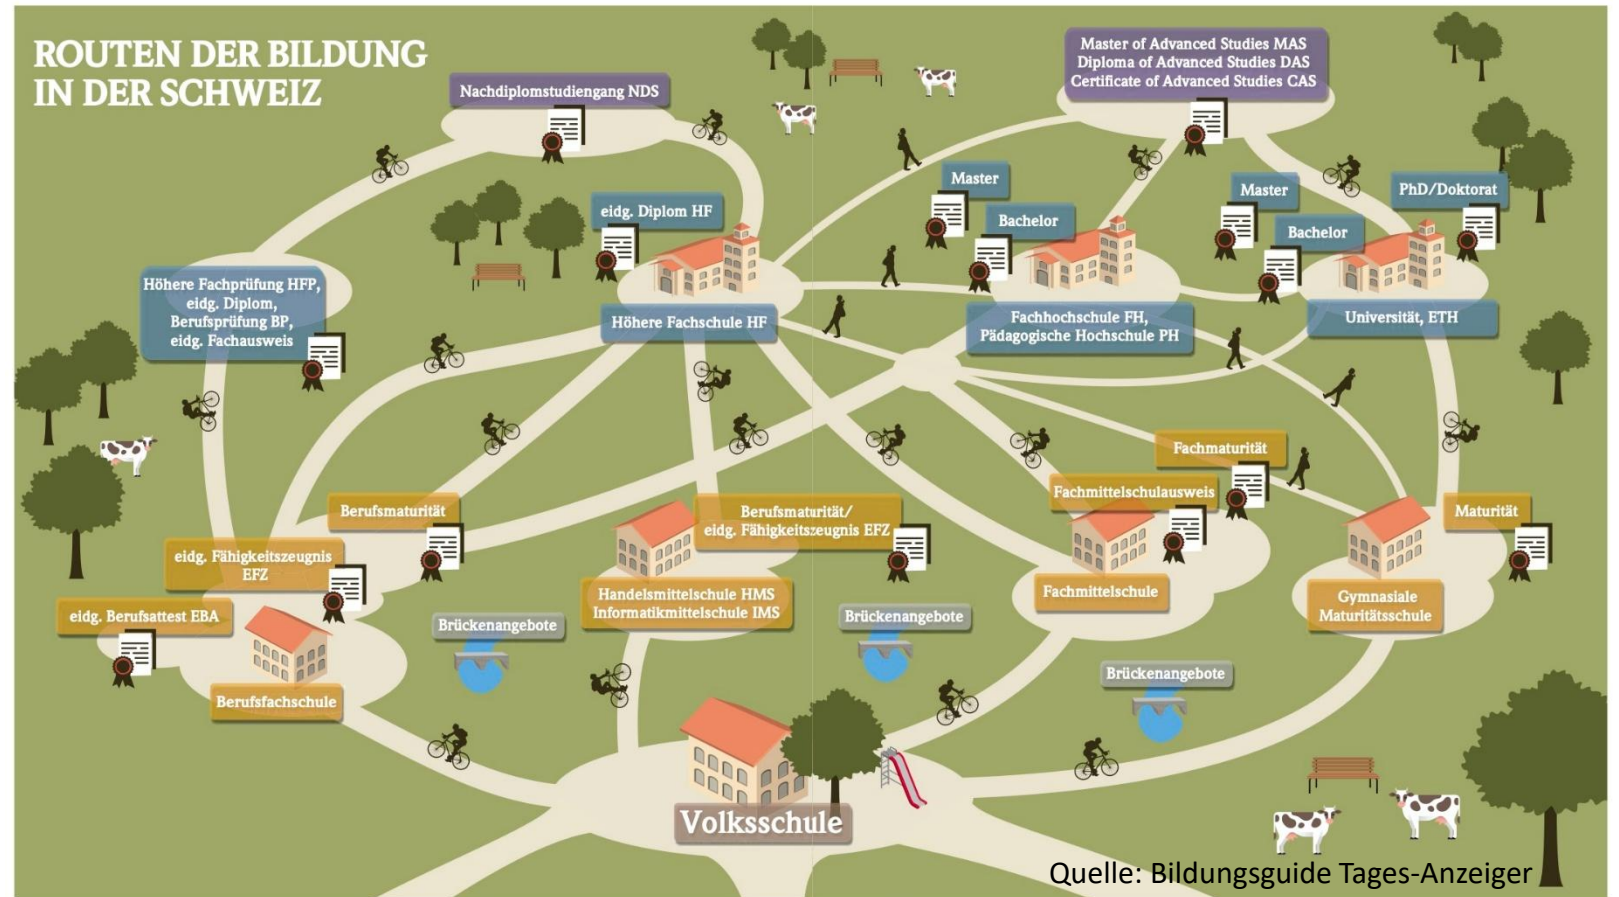 ROUTEN DER BILDUNG
IN DER SCHWEIZ
Nachdiplomstudiengang NDS
Master of Advanced Studies MAS
Diploma of Advanced Studies DAS
Certificate of Advanced Studies CAS
eidg. Diplom HF
Master
Bachelor
Master
Bachelor
PhD/Doktorat
Höhere Fachprüfung HFP,
eidg. Diplom,
Berufsprüfung BP,
eidg. Fachausweis
Höhere Fachschule HF
Fachhochschule FH,
Pädagogische Hochschule PH
Universität, ETH
Berufsmaturität
eidg. Fähigkeitszeugnis
EFZ
eidg. Berufsattest EBA
Berufsfachschule
Berufsmaturität/
eidg. Fähigkeitszeugnis EFZ
Handelsmittelschule HMS
Informatikmittelschule IMS
Fachmaturität
Fachmittelschulausweis
Fachmittelschule
Maturität
Gymnasiale
Maturitätsschule
Brückenangebote
Brückenangebote
Brückenangebote
Volksschule
Quelle: Bildungsguide Tages-Anzeiger